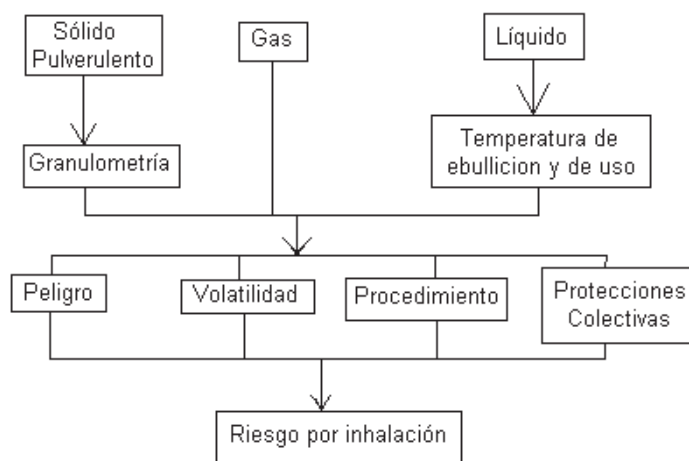 Sólido
Pulverulento
Gas
Líquido
Granulometría
Temperatura de
ebullicion y de uso
Peligro
Volatilidad
Procedimiento
Protecciones
Colectivas
Riesgo por inhalación